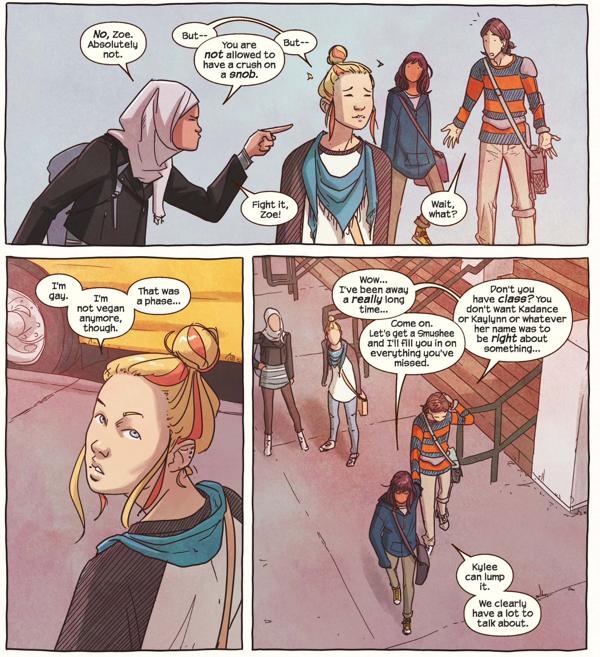 No, Zoe.
Absolutely
not.
But--
You are
not allowed to
have a crush on
a snob.
But--
Fight it,
Zoe!
Wait,
what?
I'm
gay.
I'm
not vegan
anymore,
though.
That was
a phase...
Wow...
I've been away
a really long
time...
Come on.
Let's get a Smushee
and I'll fill you in on
everything you've
missed.
Don't you
have class? You
don't want Kadance
or Kaylynn or whatever
her name was to
be right about
something...
Kylee
can lump
it.
We clearly
have a lot to
talk about.